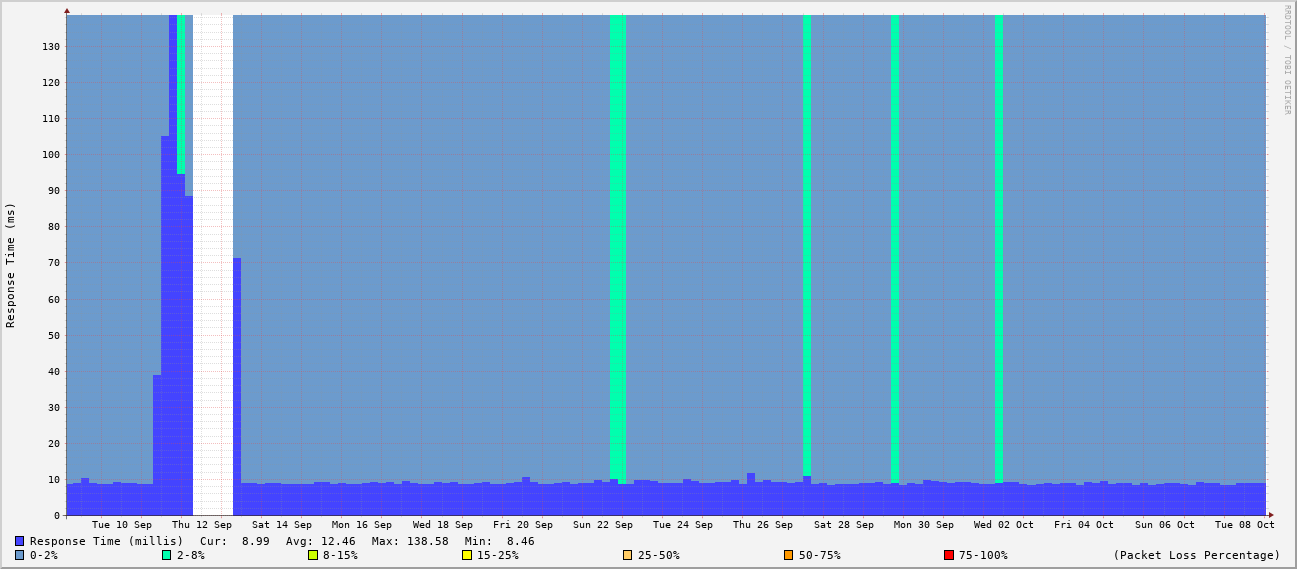 RRDTOOL / TOBI OETIKER
Response Time (ms)
130
120
110
100
90
80
70
60
50
40
30
20
10
0
Tue 10 Sep Thu 12 Sep Sat 14 Sep Mon 16 Sep Wed 18 Sep Fri 20 Sep Sun 22 Sep Tue 24 Sep Thu 26 Sep Sat 28 Sep Mon 30 Sep Wed 02 Oct Fri 04 Oct Sun 06 Oct Tue 08 Oct
Response Time (millis) Cur: 8.99 Avg: 12.46 Max: 138.58 Min: 8.46
0-2% 2-8% 8-15% 15-25% 25-50% 50-75% 75-100% (Packet Loss Percentage)